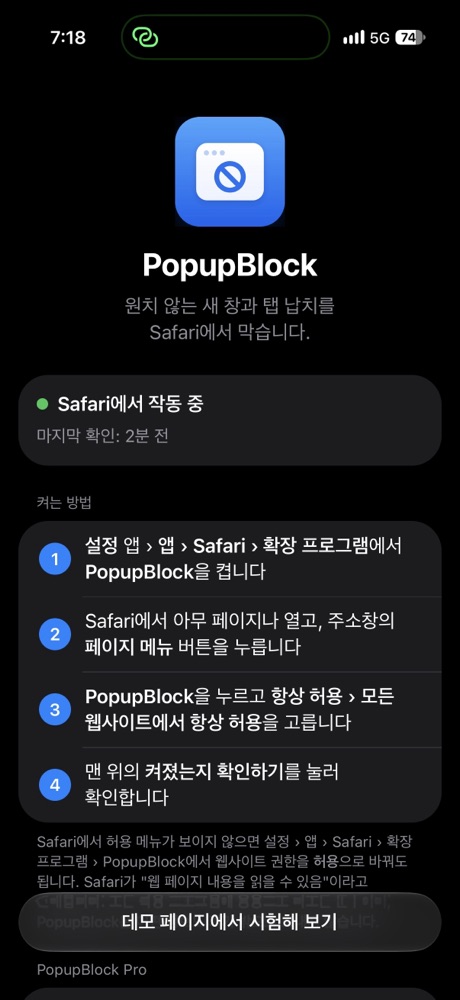 7:18
5G
74
PopupBlock
원치 않는 새 창과 탭 납치를
Safari에서 막습니다.
Safari에서 작동 중
마지막 확인: 2분 전
켜는 방법
1
설정 앱 › 앱 › Safari › 확장 프로그램에서
PopupBlock을 켭니다
2
Safari에서 아무 페이지나 열고, 주소창의
페이지 메뉴 버튼을 누릅니다
3
PopupBlock을 누르고 항상 허용 › 모든
웹사이트에서 항상 허용을 고릅니다
4
맨 위의 켜졌는지 확인하기를 눌러
확인합니다
Safari에서 허용 메뉴가 보이지 않으면 설정 › 앱 › Safari › 확장
프로그램 › PopupBlock에서 웹사이트 권한을 허용으로 바꿔도
됩니다. Safari가 "웹 페이지 내용을 읽을 수 있음"이라고
데모 페이지에서 시험해 보기
PopupBlock Pro